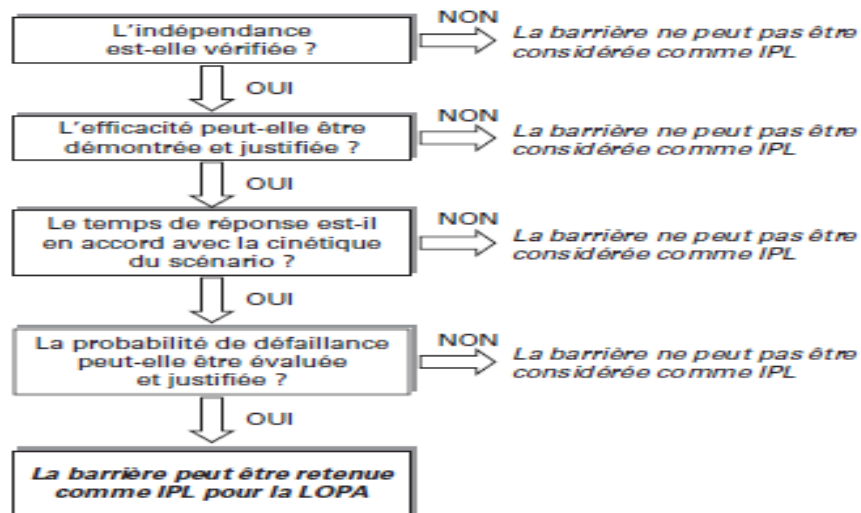 L'indépendance
est-elle vérifiée ?
NON
La barrière ne peut pas être
considérée comme IPL
OUI
L'efficacité peut-elle être
démontrée et justifiée ?
NON
La barrière ne peut pas être
considérée comme IPL
OUI
Le temps de réponse est-il
en accord avec la cinétique
du scénario ?
NON
La barrière ne peut pas être
considérée comme IPL
OUI
La probabilité de défaillance
peut-elle être évaluée
et justifiée ?
NON
La barrière ne peut pas être
considérée comme IPL
OUI
La barrière peut être retenue
comme IPL pour la LOPA